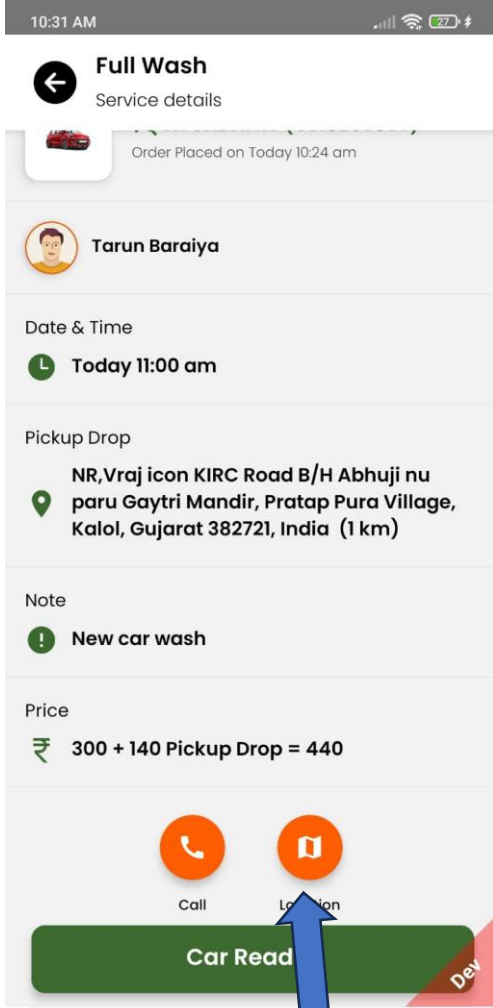 10:31 AM
27
Full Wash
Service details
Order Placed on Today 10:24 am
Tarun Baraiya
Date & Time
Today 11:00 am
Pickup Drop
NR,Vraj icon KIRC Road B/H Abhuji nu
paru Gaytri Mandir, Pratap Pura Village,
Kalol, Gujarat 382721, India (1 km)
Note
New car wash
Price
₹ 300 + 140 Pickup Drop = 440
Call
Car Read
Dev